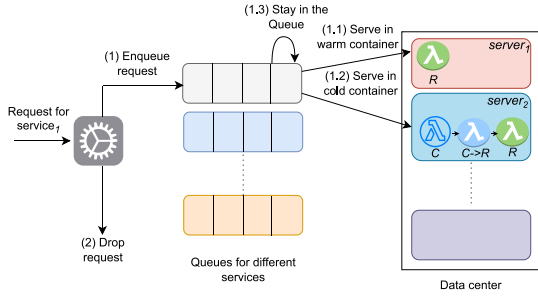 (1.3) Stay in the
Queue
(1) Enqueue
request
(1.1) Serve in
warm container
(1.2) Serve in
cold container
server₁
R
server₂
C
C->R
R
Request for
service₁
(2) Drop
request
Queues for different
services
Data center